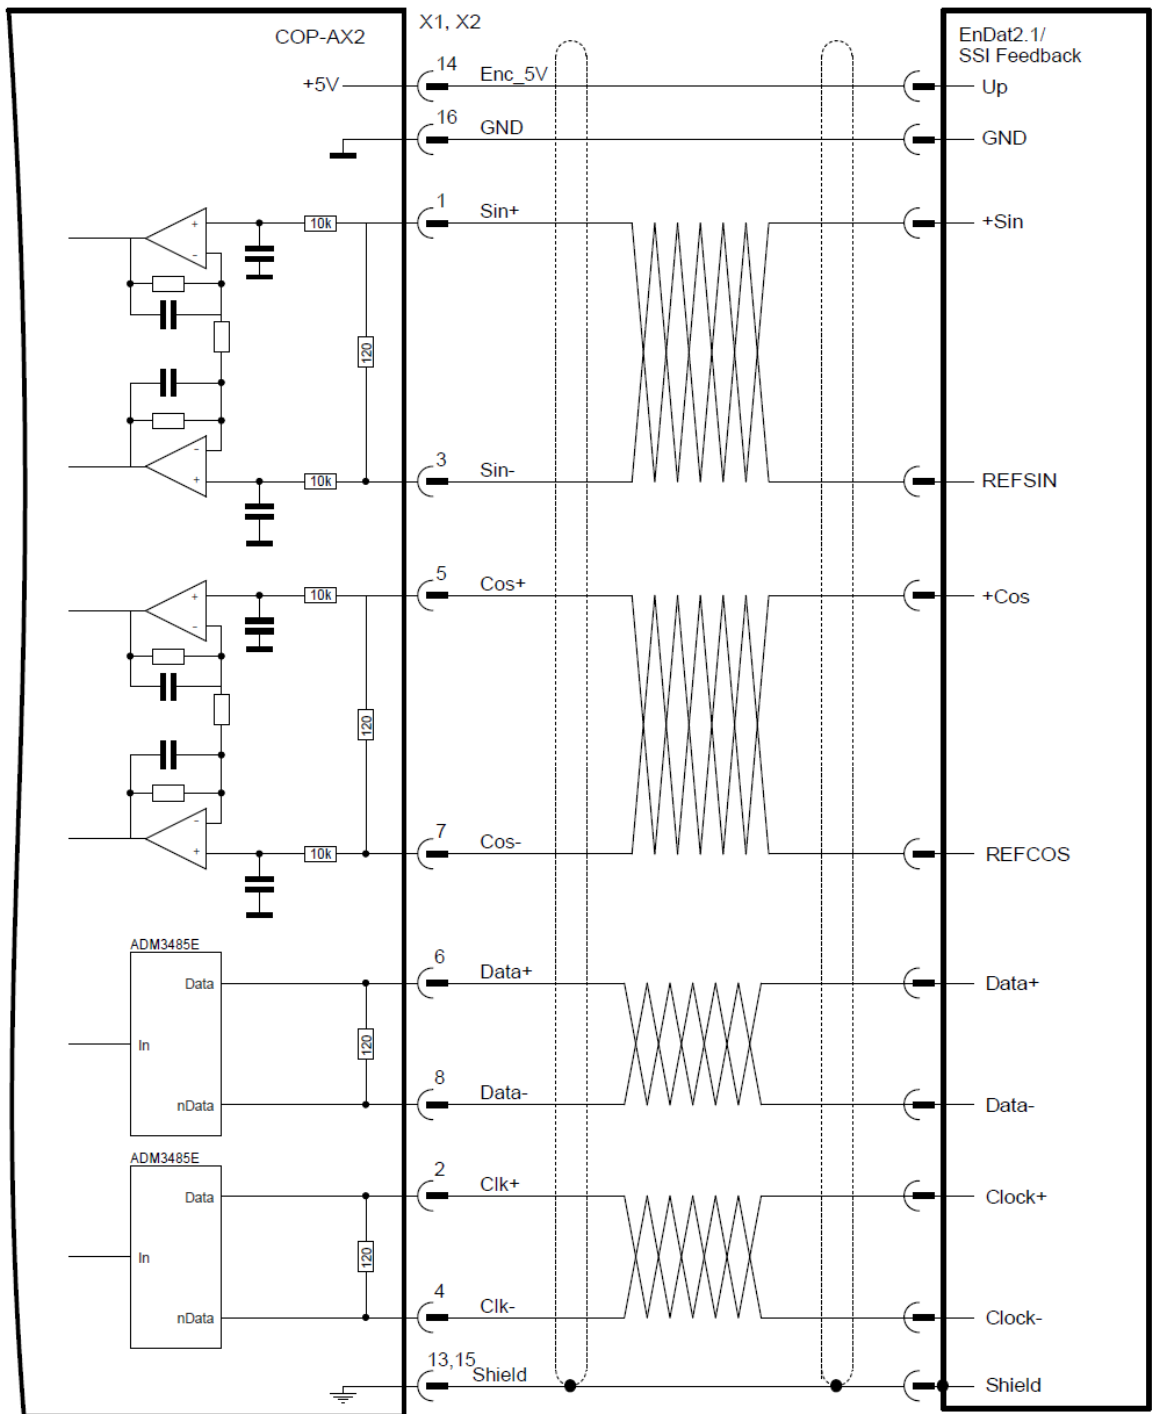 COP-AX2
X1, X2
EnDat2.1/
SSI Feedback
+5V
14
Enc_5V
Up
16
GND
GND
+
-
10k
1
Sin+
+Sin
120
-
+
10k
3
Sin-
REFSIN
+
-
10k
5
Cos+
+Cos
120
-
+
10k
7
Cos-
REFCOS
ADM3485E
Data
6
Data+
Data+
In
120
nData
8
Data-
Data-
ADM3485E
Data
2
Clk+
Clock+
In
120
nData
4
Clk-
Clock-
13,15
Shield
Shield